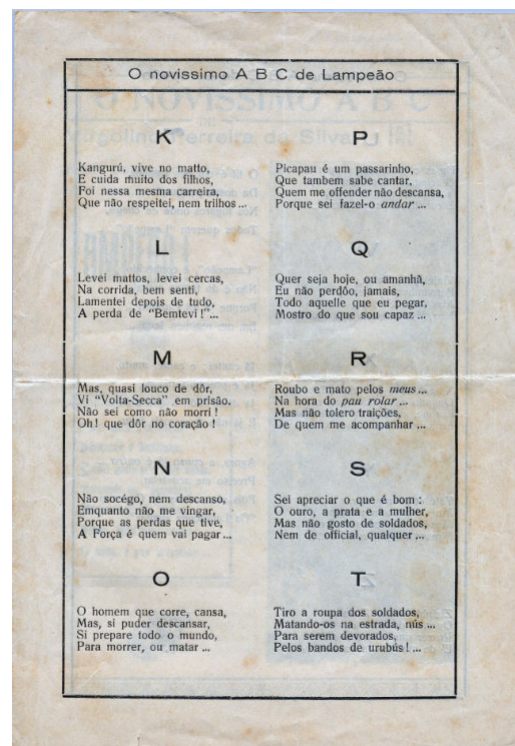 O novissimo A B C de Lampeão
K
Kangurú, vive no matto,
E cuida muito dos filhos,
Foi nessa mesma carreira,
Que não respeitei, nem trilhos ...
L
Levei mattos, levei cercas,
Na corrida, bem senti,
Lamentei depois de tudo,
A perda de "Bemtevi !"...
M
Mas, quasi louco de dôr,
Vi "Volta-Secca" em prisão.
Não sei como não morri !
Oh! que dôr no coração !
N
Não socégo, nem descanso,
Emquanto não me vingar,
Porque as perdas que tive,
A Força é quem vai pagar ...
O
O homem que corre, cansa,
Mas, si puder descansar,
Si prepare todo o mundo,
Para morrer, ou matar ...
P
Picapau é um passarinho,
Que tambem sabe cantar,
Quem me offender não descansa,
Porque sei fazel-o andar ...
Q
Quer seja hoje, ou amanhã,
Eu não perdôo, jamais,
Todo aquelle que eu pegar,
Mostro do que sou capaz ...
R
Roubo e mato pelos meus ...
Na hora do pau rolar ...
Mas não tolero traições,
De quem me acompanhar ...
S
Sei apreciar o que é bom :
O ouro, a prata e a mulher,
Mas não gosto de soldados,
Nem de official, qualquer ...
T
Tiro a roupa dos soldados,
Matando-os na estrada, nús ...
Para serem devorados,
Pelos bandos de urubús ! ...